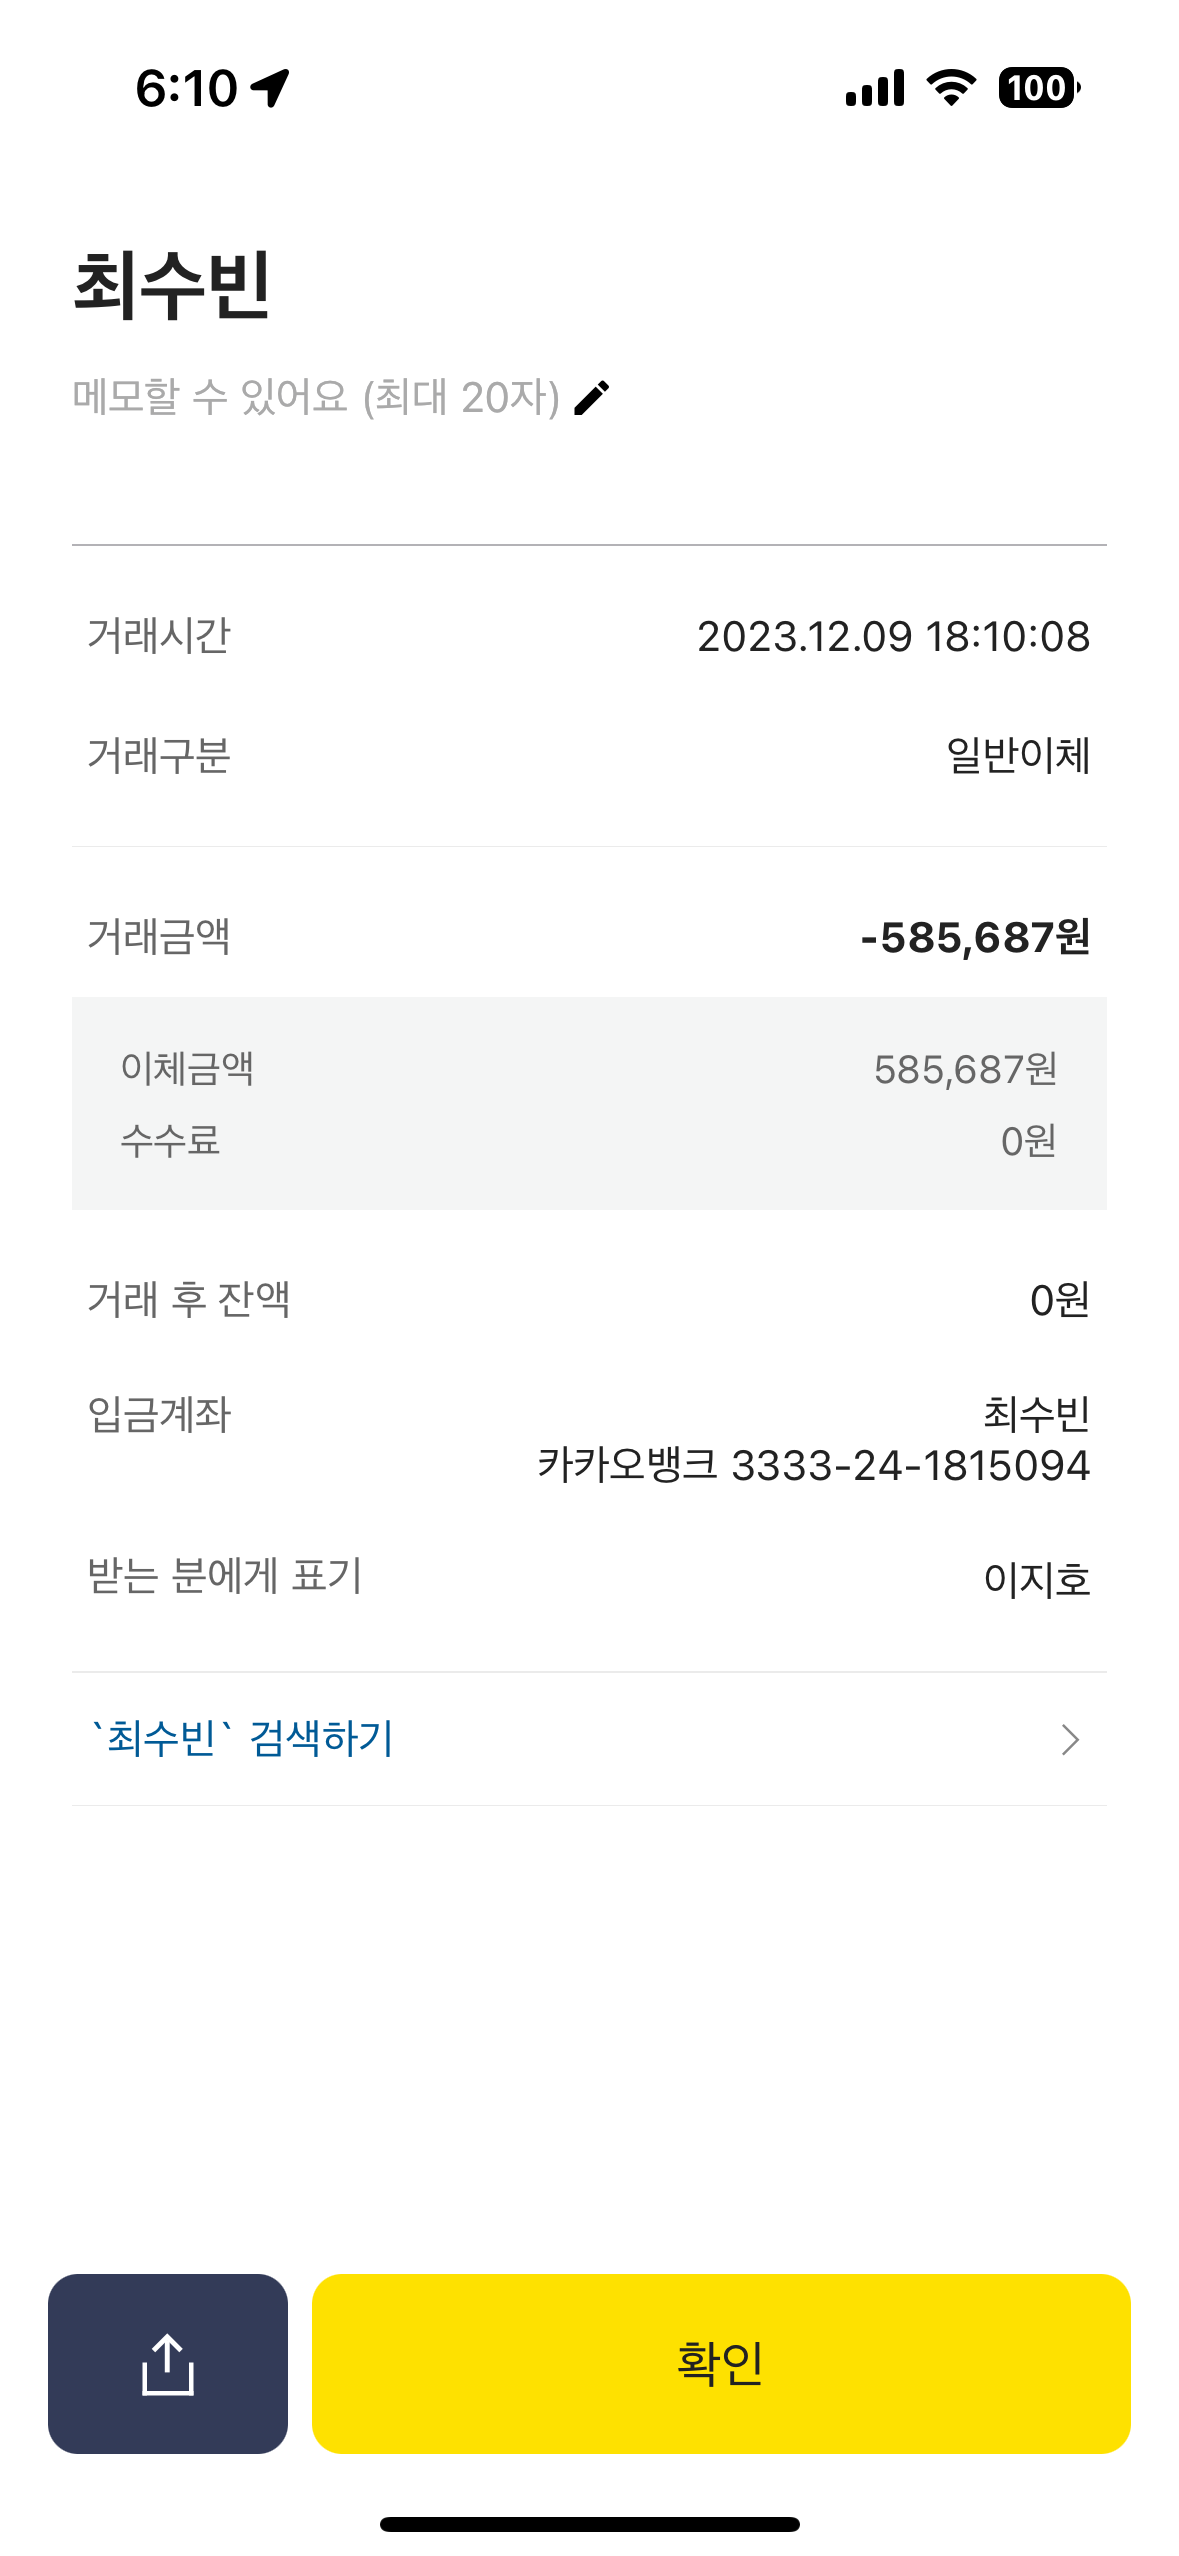 6:10
100
최수빈
메모할 수 있어요 (최대 20자)
거래시간 2023.12.09 18:10:08
거래구분 일반이체
거래금액 -585,687원
이체금액 585,687원
수수료 0원
거래 후 잔액 0원
입금계좌 최수빈
카카오뱅크 3333-24-1815094
받는 분에게 표기 이지호
`최수빈` 검색하기
확인